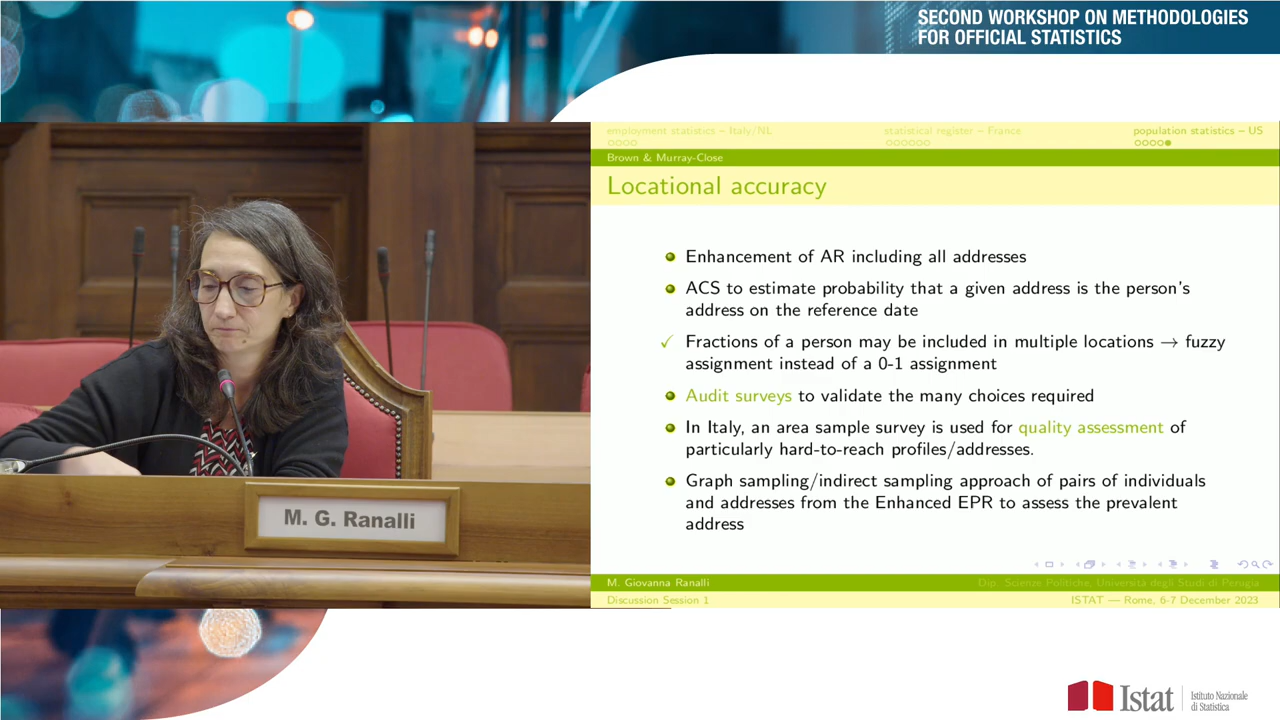 SECOND WORKSHOP ON METHODOLOGIES
FOR OFFICIAL STATISTICS
employment statistics – Italy/NL
statistical register – France
population statistics – US
Brown & Murray-Close
Locational accuracy
Enhancement of AR including all addresses
ACS to estimate probability that a given address is the person's
address on the reference date
✓ Fractions of a person may be included in multiple locations → fuzzy
assignment instead of a 0-1 assignment
Audit surveys to validate the many choices required
In Italy, an area sample survey is used for quality assessment of
particularly hard-to-reach profiles/addresses.
Graph sampling/indirect sampling approach of pairs of individuals
and addresses from the Enhanced EPR to assess the prevalent
address
M. G. Ranalli
M. Giovanna Ranalli
Dip. Scienze Politiche, Università degli Studi di Perugia
Discussion Session 1
ISTAT — Rome, 6-7 December 2023
Istat
Istituto Nazionale
di Statistica